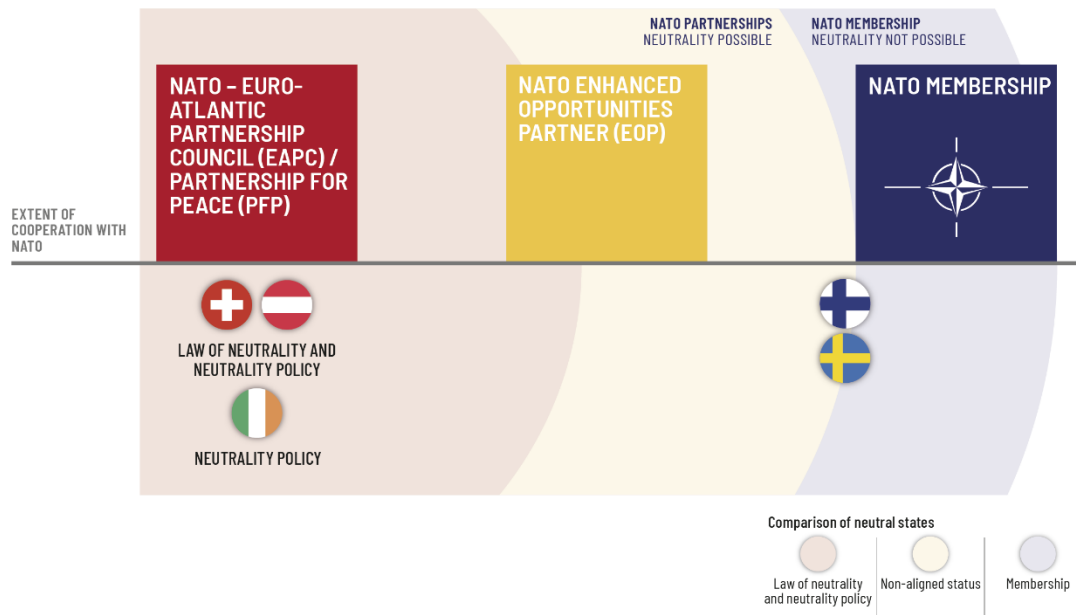 NATO PARTNERSHIPS
NEUTRALITY POSSIBLE
NATO MEMBERSHIP
NEUTRALITY NOT POSSIBLE
NATO – EURO-
ATLANTIC
PARTNERSHIP
COUNCIL (EAPC) /
PARTNERSHIP FOR
PEACE (PFP)
NATO ENHANCED
OPPORTUNITIES
PARTNER (EOP)
NATO MEMBERSHIP
EXTENT OF
COOPERATION WITH
NATO
LAW OF NEUTRALITY AND
NEUTRALITY POLICY
NEUTRALITY POLICY
Comparison of neutral states
Law of neutrality
and neutrality policy
Non-aligned status
Membership